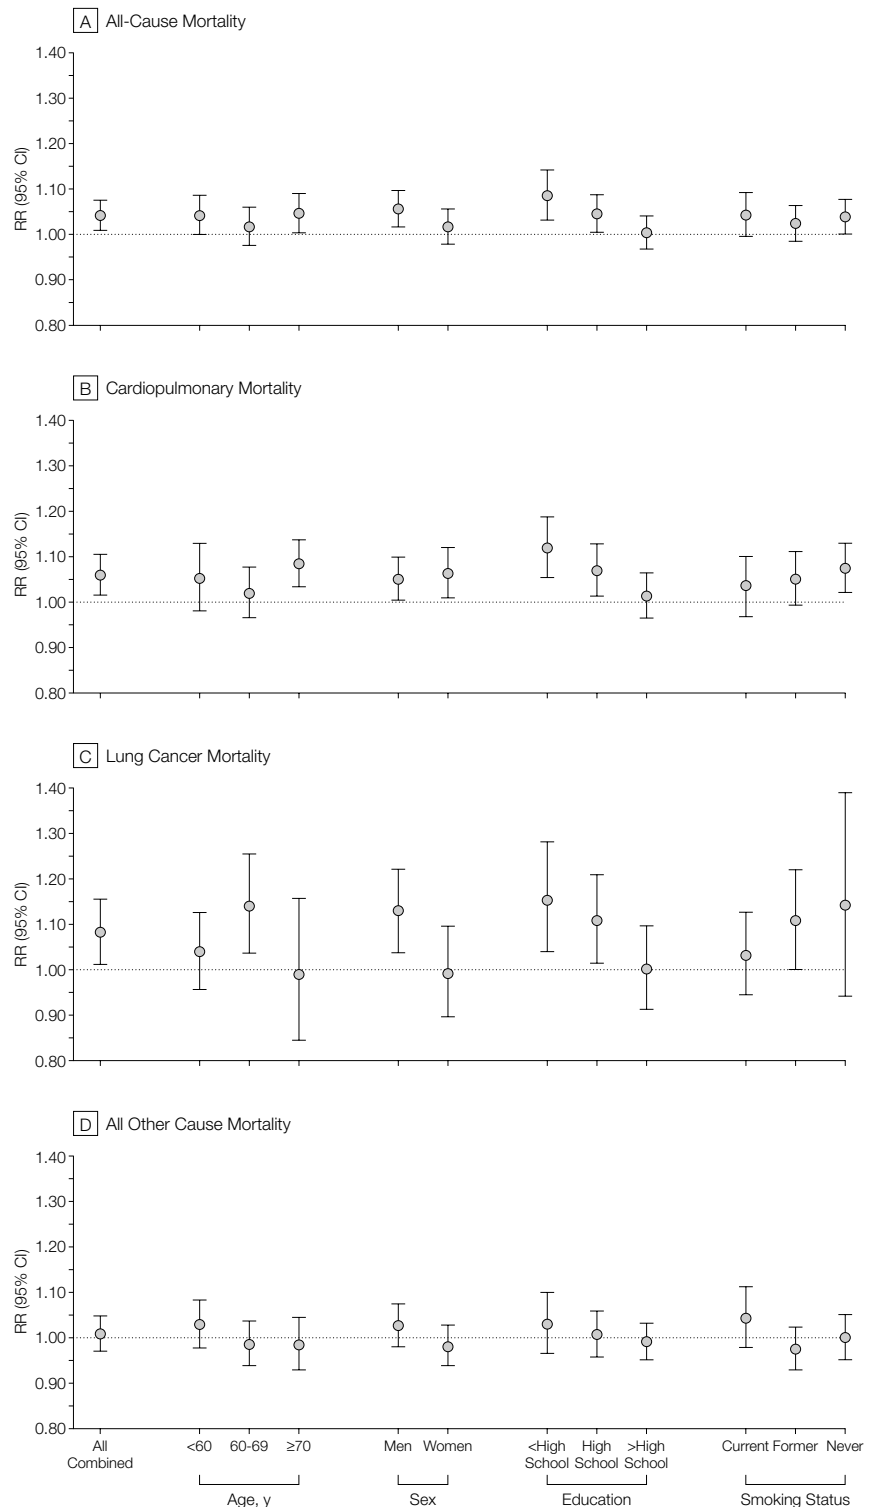 A All-Cause Mortality
1.40
1.30
1.20
1.10
1.00
0.90
0.80
RR (95% CI)
B Cardiopulmonary Mortality
1.40
1.30
1.20
1.10
1.00
0.90
0.80
RR (95% CI)
C Lung Cancer Mortality
1.40
1.30
1.20
1.10
1.00
0.90
0.80
RR (95% CI)
D All Other Cause Mortality
1.40
1.30
1.20
1.10
1.00
0.90
0.80
RR (95% CI)
All <60 60-69 ≥70 Men Women <High High >High Current Former Never
Combined School School School
Age, y Sex Education Smoking Status